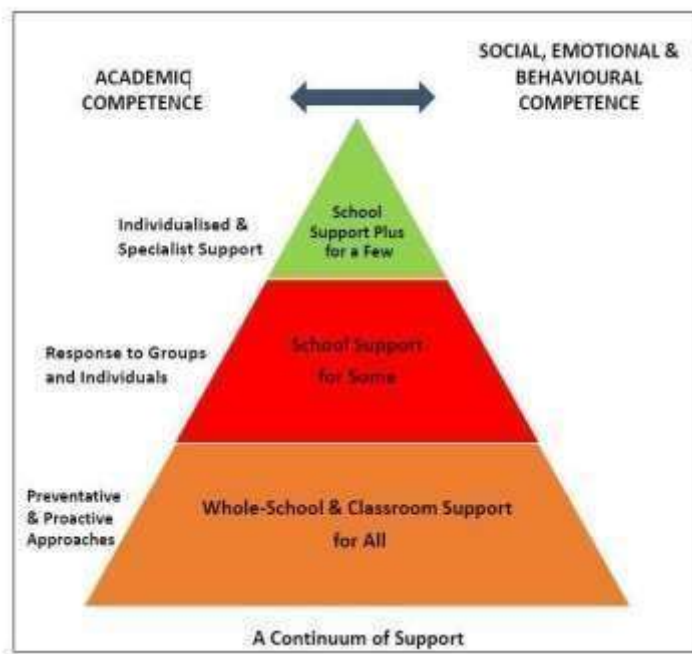 ACADEMIC
COMPETENCE
SOCIAL, EMOTIONAL &
BEHAVIOURAL
COMPETENCE
Individualised &
Specialist Support
School
Support Plus
for a Few
Response to Groups
and Individuals
School Support
for Some
Preventative
& Proactive
Approaches
Whole-School & Classroom Support
for All
A Continuum of Support